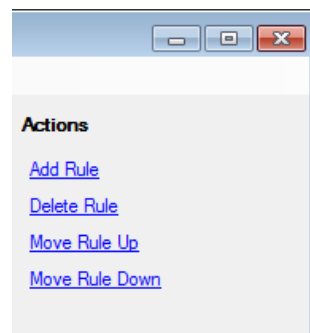 Actions
Add Rule
Delete Rule
Move Rule Up
Move Rule Down